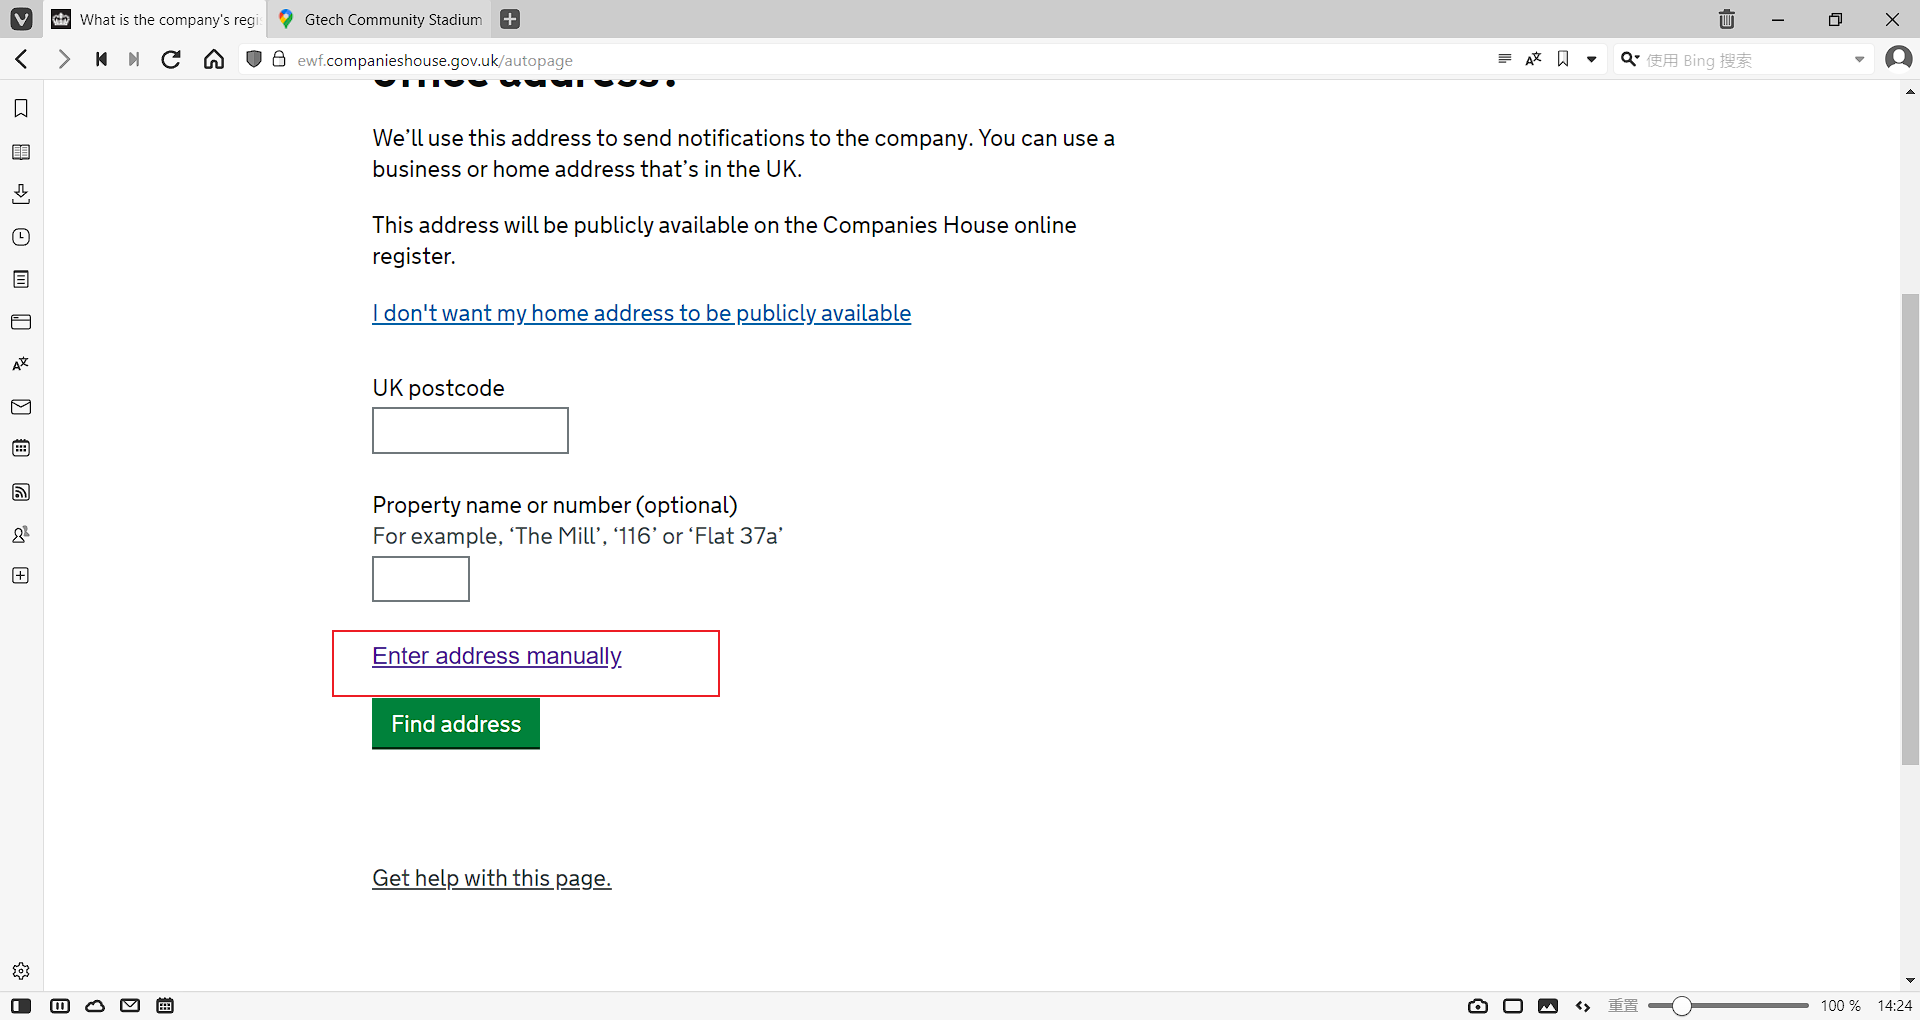 What is the company's regi
Gtech Community Stadium
ewf.companieshouse.gov.uk/autopage
使用 Bing 搜索
office address?
We’ll use this address to send notifications to the company. You can use a
business or home address that’s in the UK.
This address will be publicly available on the Companies House online
register.
I don't want my home address to be publicly available
UK postcode
Property name or number (optional)
For example, ‘The Mill’, ‘116’ or ‘Flat 37a’
Enter address manually
Find address
Get help with this page.
重置
100 %
14:24